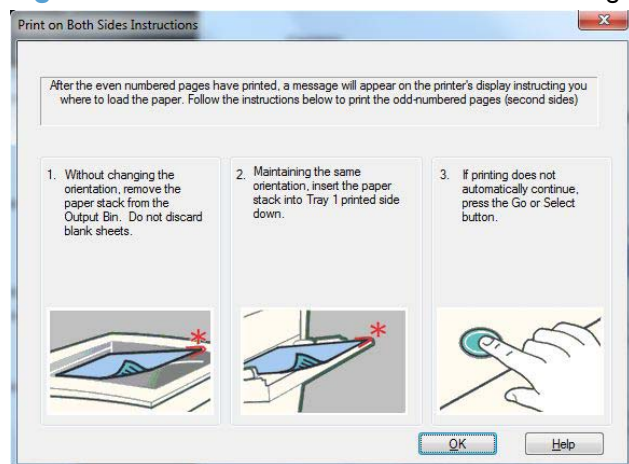 Print on Both Sides Instructions
After the even numbered pages have printed, a message will appear on the printer's display instructing you
where to load the paper. Follow the instructions below to print the odd-numbered pages (second sides)
1. Without changing the
orientation, remove the
paper stack from the
Output Bin. Do not discard
blank sheets.
2. Maintaining the same
orientation, insert the paper
stack into Tray 1 printed side
down.
3. If printing does not
automatically continue,
press the Go or Select
button.
OK
Help